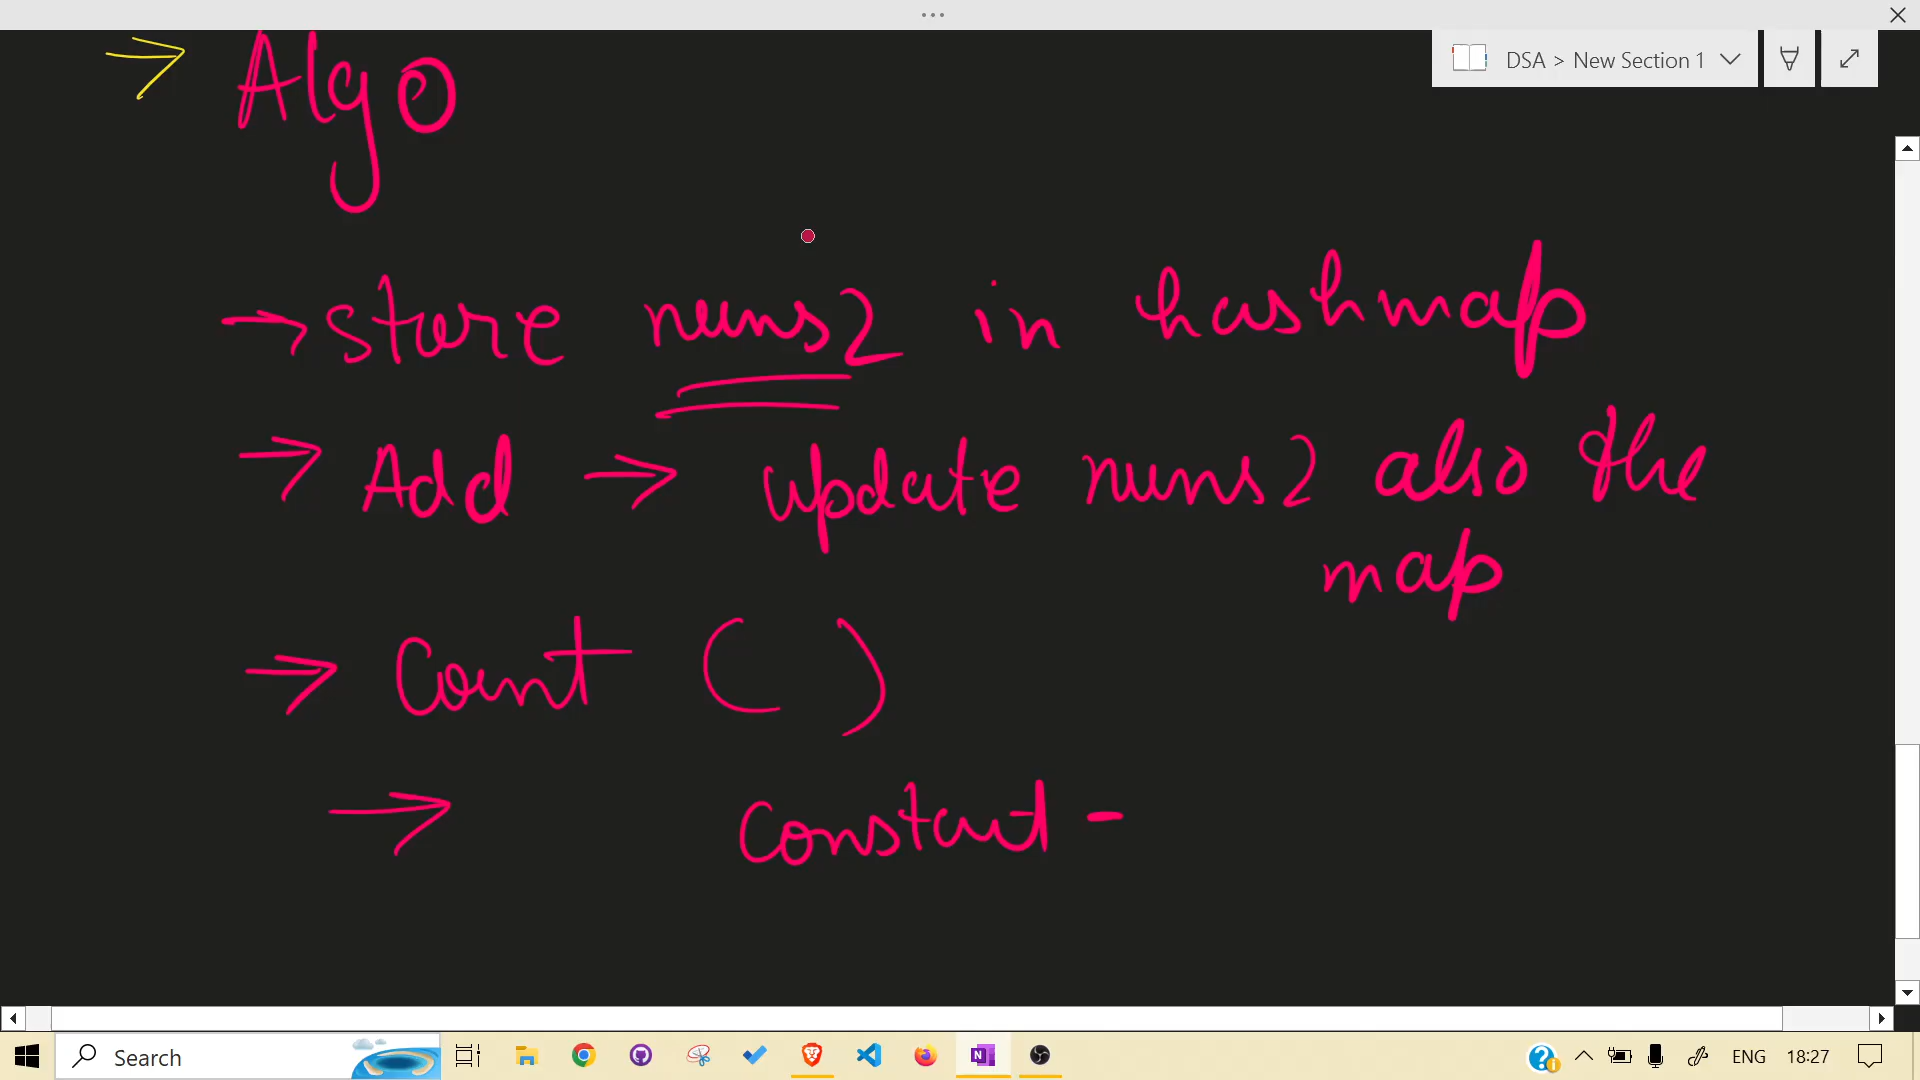 DSA > New Section 1
→ Algo
→ store nums2 in hashmap
→ Add → update nums2 also the
map
→ Count ( )
→ Constant -
Search
ENG 18:27